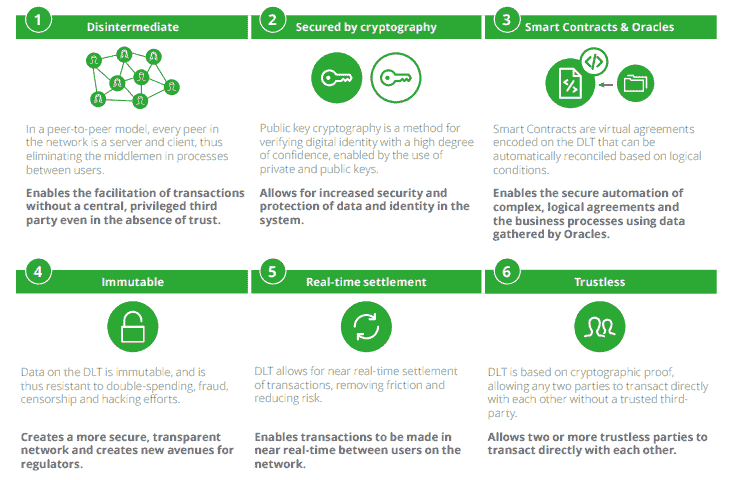 1 Disintermediate
In a peer-to-peer model, every peer in
the network is a server and client, thus
eliminating the middlemen in processes
between users.
Enables the facilitation of transactions
without a central, privileged third
party even in the absence of trust.
2 Secured by cryptography
Public key cryptography is a method for
verifying digital identity with a high degree
of confidence, enabled by the use of
private and public keys.
Allows for increased security and
protection of data and identity in the
system.
3 Smart Contracts & Oracles
</>
</>
Smart Contracts are virtual agreements
encoded on the DLT that can be
automatically reconciled based on logical
conditions.
Enables the secure automation of
complex, logical agreements and
the business processes using data
gathered by Oracles.
4 Immutable
Data on the DLT is immutable, and is
thus resistant to double-spending, fraud,
censorship and hacking efforts.
Creates a more secure, transparent
network and creates new avenues for
regulators.
5 Real-time settlement
DLT allows for near real-time settlement
of transactions, removing friction and
reducing risk.
Enables transactions to be made in
near real-time between users on the
network.
6 Trustless
DLT is based on cryptographic proof,
allowing any two parties to transact directly
with each other without a trusted third-
party.
Allows two or more trustless parties to
transact directly with each other.